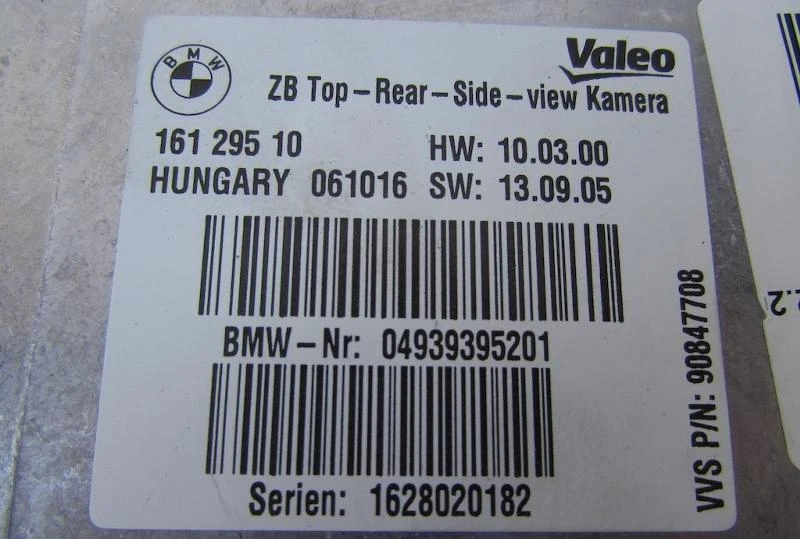 BMW
Valeo
ZB Top-Rear-Side-view Kamera
161 295 10 HW: 10.03.00
HUNGARY 061016 SW: 13.09.05
BMW-Nr: 04939395201
Serien: 1628020182
VVS P/N: 90847708